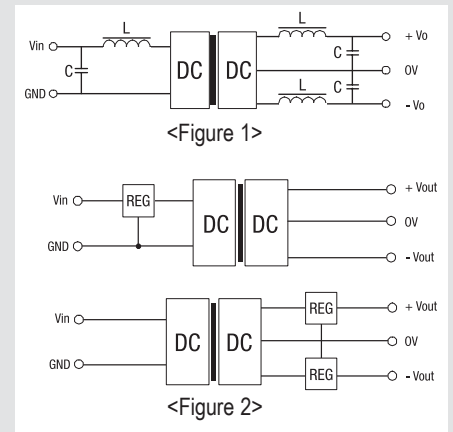 L
L
Vin
+ Vo
C
C
DC
DC
0V
C
L
GND
- Vo
<Figure 1>
Vin
REG
+ Vout
DC
DC
0V
GND
- Vout
Vin
REG
+ Vout
DC
DC
0V
GND
REG
- Vout
<Figure 2>